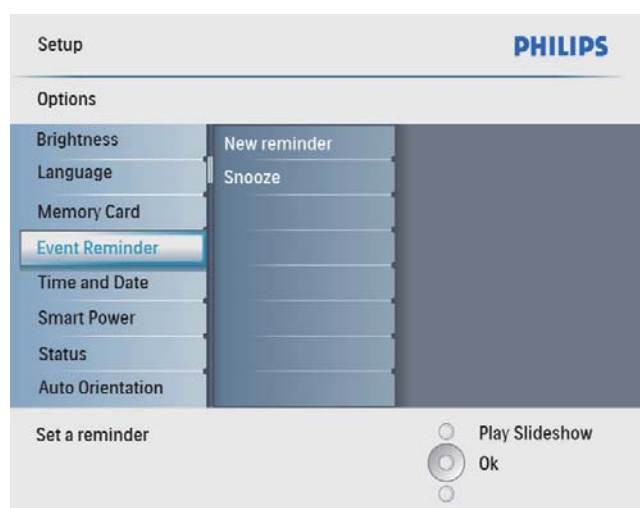 Setup
PHILIPS
Options
Brightness
Language
Memory Card
Event Reminder
Time and Date
Smart Power
Status
Auto Orientation
New reminder
Snooze
Set a reminder
Play Slideshow
Ok